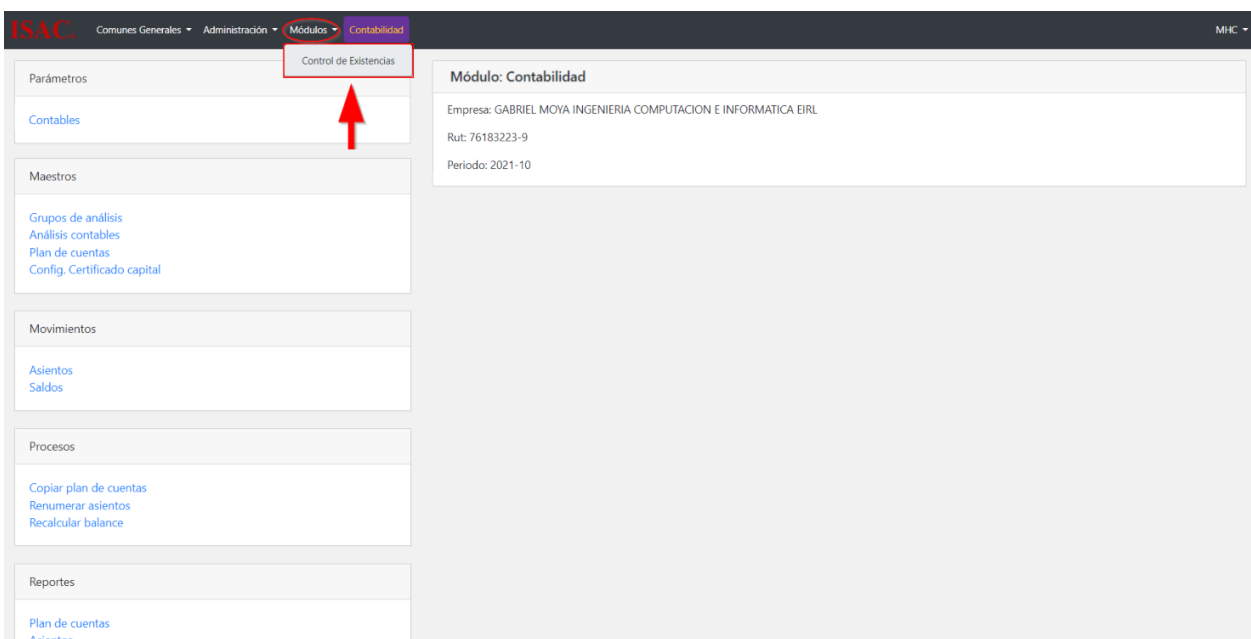 ISAC. Comunes Generales Administración Módulos Contabilidad MHC
Control de Existencias
Parámetros
Contables
Maestros
Grupos de análisis
Análisis contables
Plan de cuentas
Config. Certificado capital
Movimientos
Asientos
Saldos
Procesos
Copiar plan de cuentas
Renumerar asientos
Recalcular balance
Reportes
Plan de cuentas
Asientos
Módulo: Contabilidad
Empresa: GABRIEL MOYA INGENIERIA COMPUTACION E INFORMATICA EIRL
Rut: 76183223-9
Periodo: 2021-10